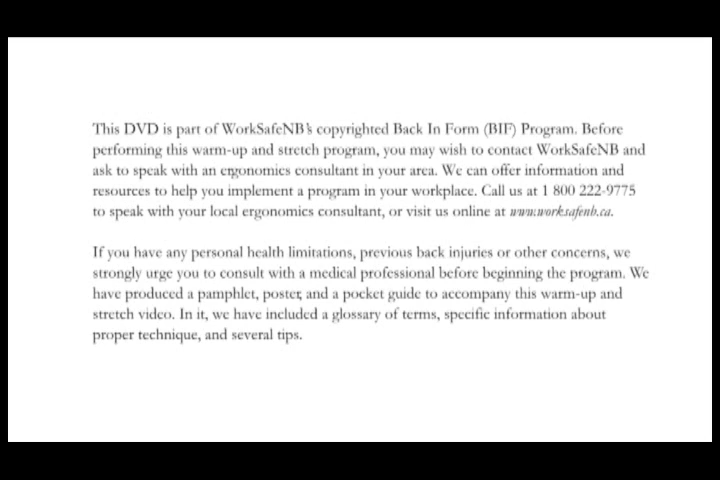 This DVD is part of WorkSafeNB's copyrighted Back In Form (BIF) Program. Before
performing this warm-up and stretch program, you may wish to contact WorkSafeNB and
ask to speak with an ergonomics consultant in your area. We can offer information and
resources to help you implement a program in your workplace. Call us at 1 800 222-9775
to speak with your local ergonomics consultant, or visit us online at www.worksafenb.ca.
If you have any personal health limitations, previous back injuries or other concerns, we
strongly urge you to consult with a medical professional before beginning the program. We
have produced a pamphlet, poster, and a pocket guide to accompany this warm-up and
stretch video. In it, we have included a glossary of terms, specific information about
proper technique, and several tips.